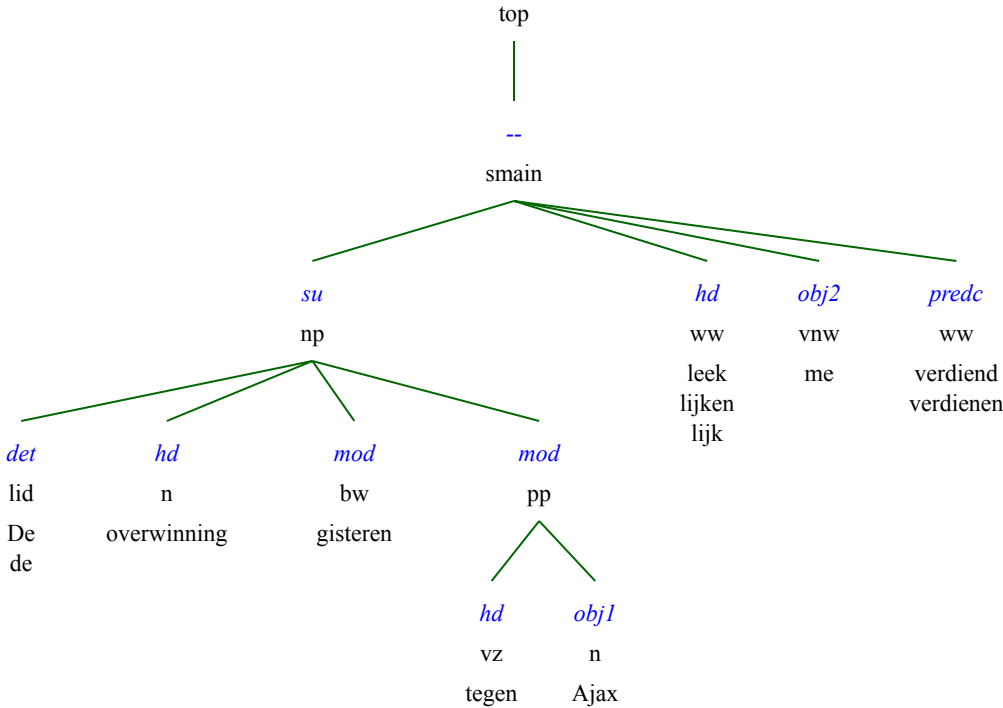 top
--
smain
su hd obj2 predc
np ww vnw ww
leek me verdiend
lijken verdienen
lijk
det hd mod mod
lid n bw pp
De overwinning gisteren
de
hd obj1
vz n
tegen Ajax